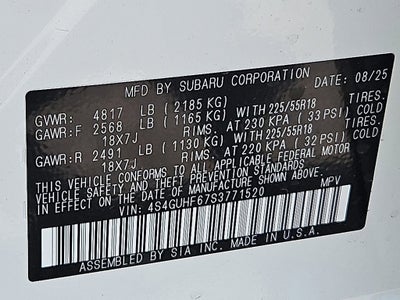 MFD BY SUBARU CORPORATION DATE 08/25
GVWR: 4817 LB (2185 KG)
GAWR:F 2568 LB (1165 KG) WITH 225/55R18 TIRES.
18X7J RIMS. AT 230 KPA (33 PSI) COLD
GAWR:R 2491 LB (1130 KG) WITH 225/55R18 TIRES.
18X7J RIMS. AT 220 KPA (32 PSI) COLD
THIS VEHICLE CONFORMS TO ALL APPLICABLE FEDERAL MOTOR
VEHICLE SAFETY AND THEFT PREVENTION STANDARDS
IN EFFECT ON THE DATE OF MANUFACTURE SHOWN ABOVE.
VIN: 4S4GUHF67S3771520 MPV
ASSEMBLED BY SIA INC. MADE IN U.S.A.